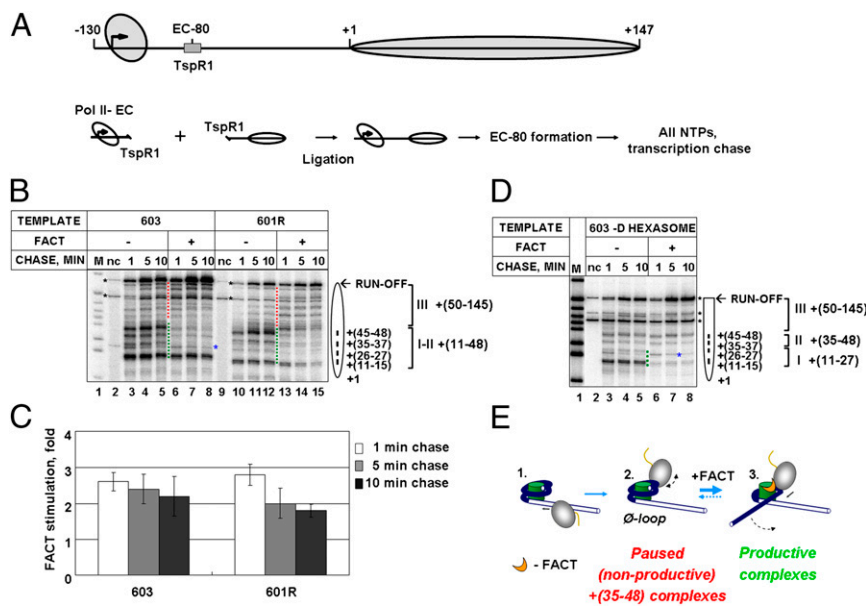 A
-130
EC-80
TspR1
+1
+147
Pol II- EC
TspR1
+
TspR1
Ligation
EC-80 formation
All NTPs,
transcription chase
B
TEMPLATE 603 601R
FACT - + - +
CHASE, MIN M nc 1 5 10 1 5 10 nc 1 5 10 1 5 10
RUN-OFF
III +(50-145)
+(45-48)
+(35-37)
+(26-27)
+(11-15)
I-II +(11-48)
+1
1 2 3 4 5 6 7 8 9 10 11 12 13 14 15
C
FACT stimulation, fold
4
3
2
1
0
1 min chase
5 min chase
10 min chase
603 601R
D
TEMPLATE 603 -D HEXASOME
FACT - +
CHASE, MIN M nc 1 5 10 1 5 10
RUN-OFF
III +(50-145)
+(45-48)
+(35-37)
+(26-27)
+(11-15)
II +(35-48)
I +(11-27)
+1
1 2 3 4 5 6 7 8
E
1.
2.
+FACT
3.
Ø-loop
- FACT
Paused
(non-productive)
+(35-48) complexes
Productive
complexes